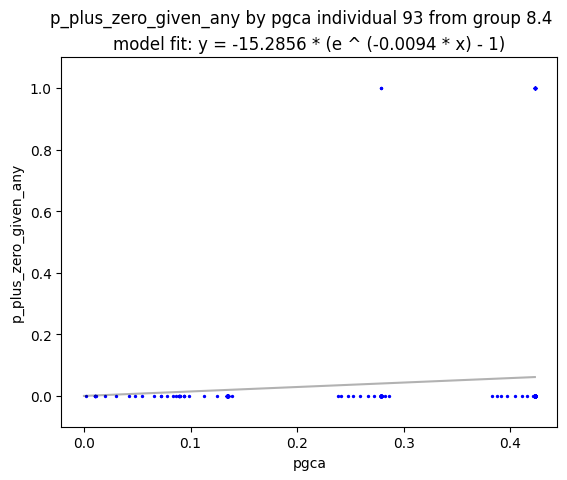 p_plus_zero_given_any by pgca individual 93 from group 8.4
model fit: y = -15.2856 * (e ^ (-0.0094 * x) - 1)
p_plus_zero_given_any
1.0
0.8
0.6
0.4
0.2
0.0
0.0 0.1 0.2 0.3 0.4
pgca